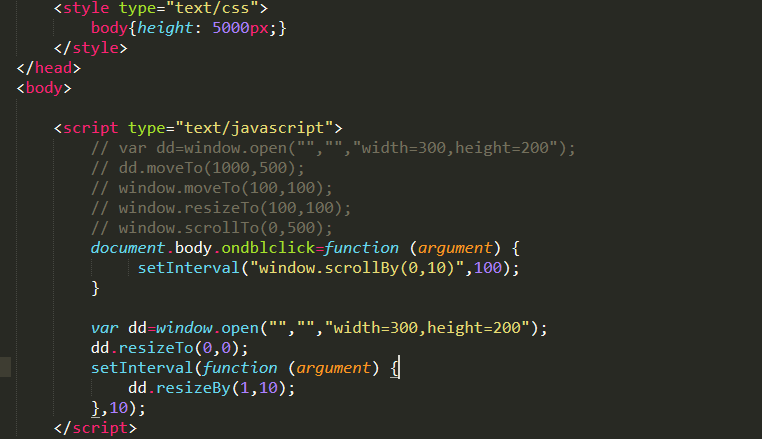 <style type="text/css">
body{height: 5000px;}
</style>
</head>
<body>
<script type="text/javascript">
// var dd=window.open("","","width=300,height=200");
// dd.moveTo(1000,500);
// window.moveTo(100,100);
// window.resizeTo(100,100);
// window.scrollTo(0,500);
document.body.ondblclick=function (argument) {
setInterval("window.scrollBy(0,10)",100);
}
var dd=window.open("","","width=300,height=200");
dd.resizeTo(0,0);
setInterval(function (argument) {
dd.resizeBy(1,10);
},10);
</script>